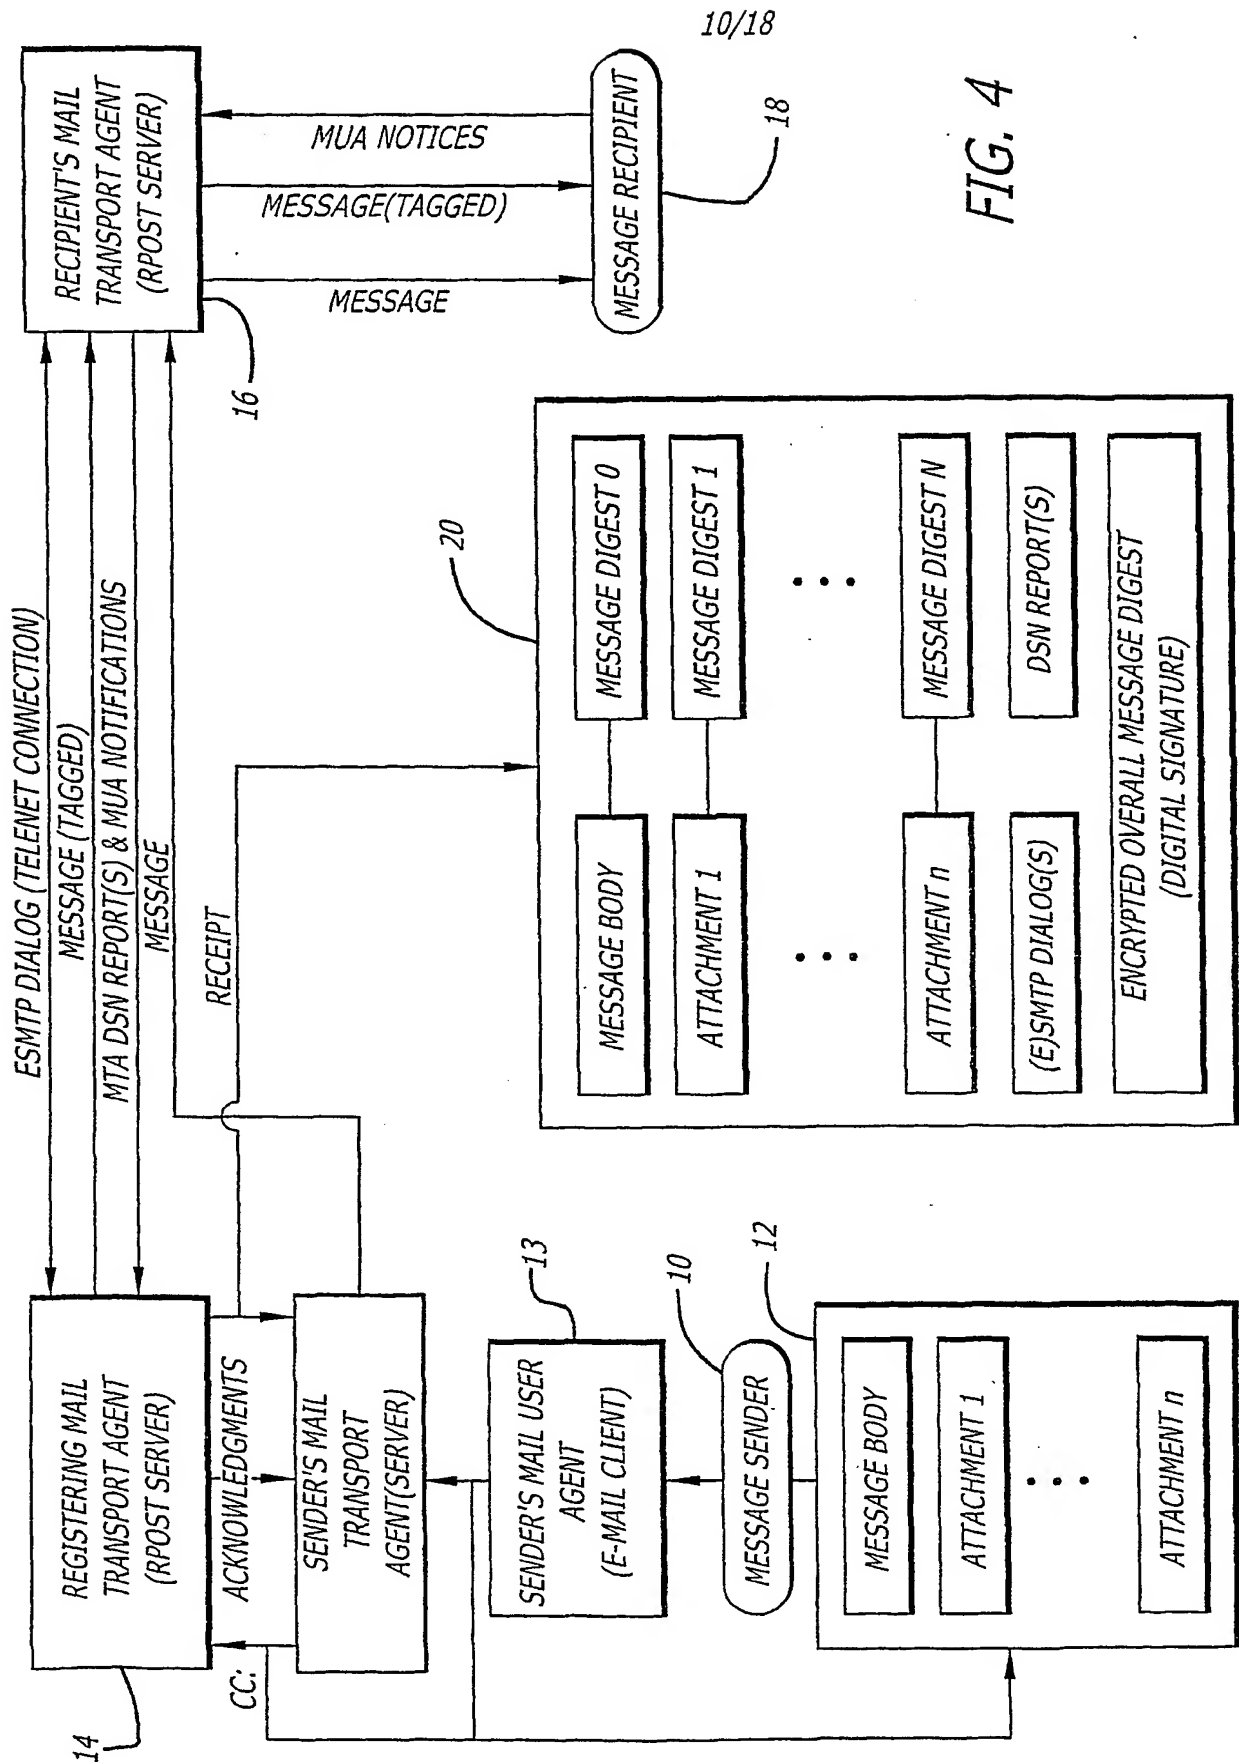 10/18
ESMTP DIALOG (TELENET CONNECTION)
MESSAGE (TAGGED)
MTA DSN REPORT(S) & MUA NOTIFICATIONS
MESSAGE
RECEIPT
REGISTERING MAIL
TRANSPORT AGENT
(RPOST SERVER)
14
CC:
ACKNOWLEDGMENTS
SENDER'S MAIL
TRANSPORT
AGENT(SERVER)
SENDER'S MAIL USER
AGENT
(E-MAIL CLIENT)
13
MESSAGE SENDER
10
12
MESSAGE BODY
ATTACHMENT 1
• • •
ATTACHMENT n
RECIPIENT'S MAIL
TRANSPORT AGENT
(RPOST SERVER)
16
MESSAGE
MESSAGE(TAGGED)
MUA NOTICES
MESSAGE RECIPIENT
18
20
MESSAGE BODY
MESSAGE DIGEST 0
ATTACHMENT 1
MESSAGE DIGEST 1
• • •
• • •
ATTACHMENT n
MESSAGE DIGEST N
(E)SMTP DIALOG(S)
DSN REPORT(S)
ENCRYPTED OVERALL MESSAGE DIGEST
(DIGITAL SIGNATURE)
FIG. 4